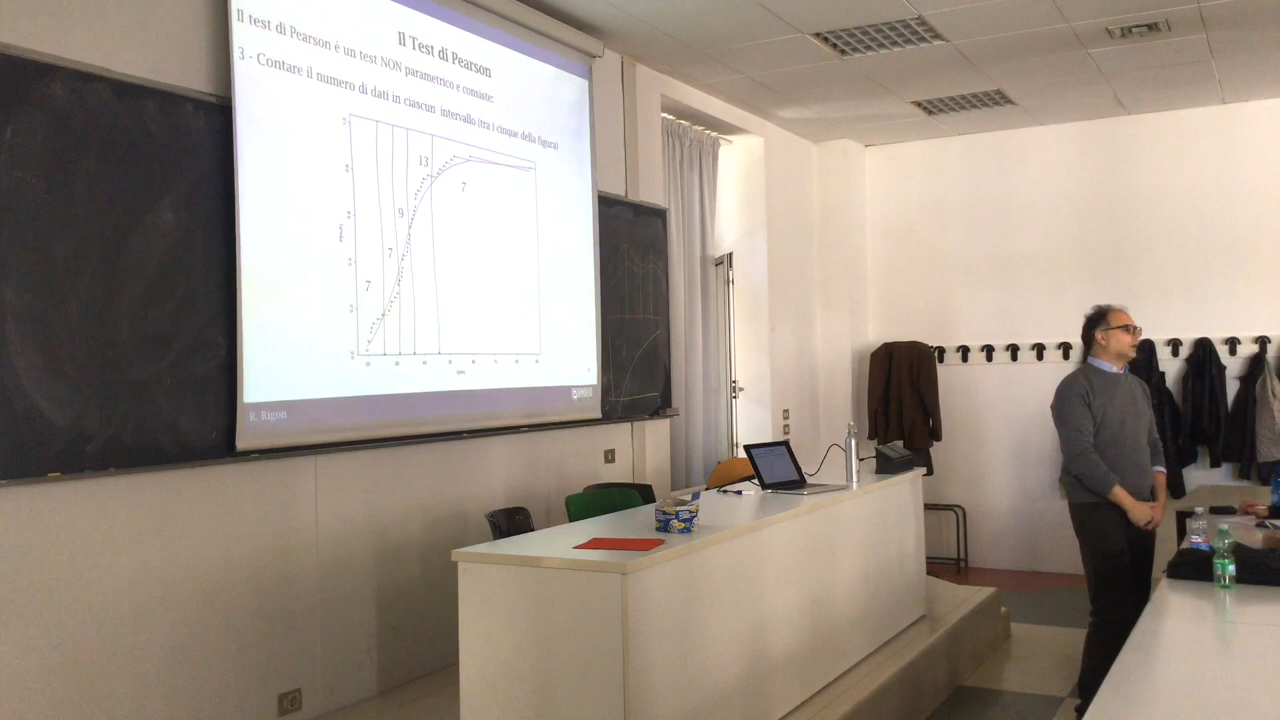 Il Test di Pearson
Il test di Pearson è un test NON parametrico e consiste:
3 - Contare il numero di dati in ciascun intervallo (tra i cinque della figura)
13
7
9
7
7
R. Rigon